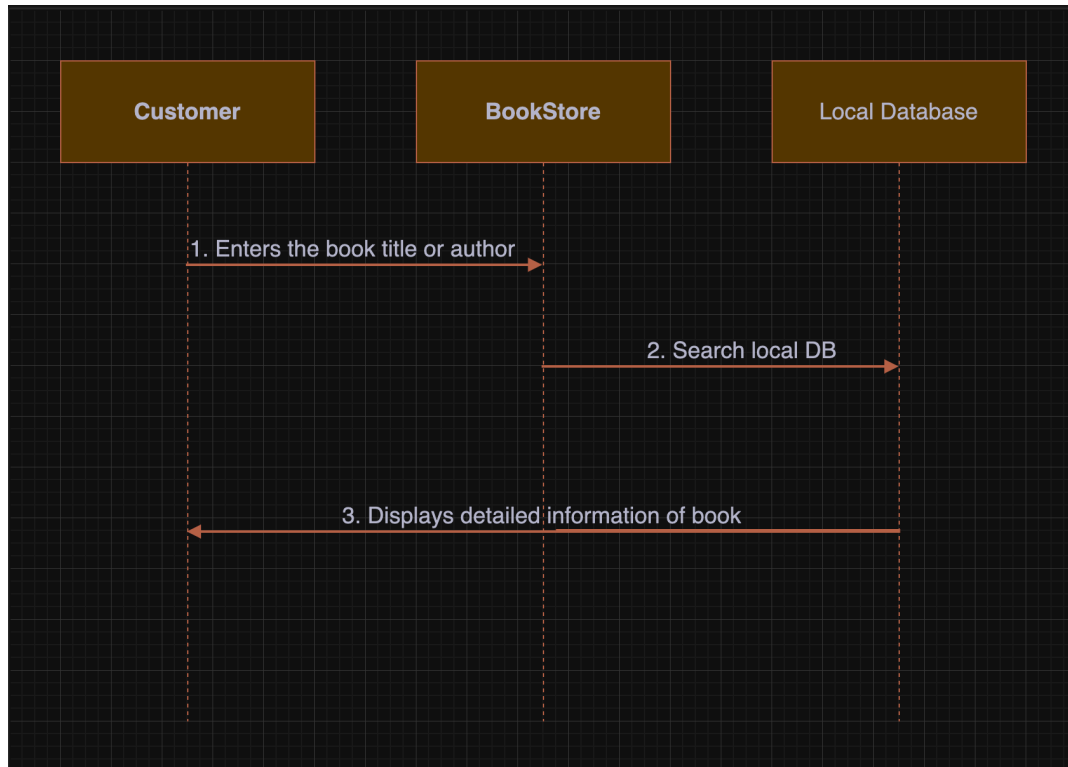 Customer
BookStore
Local Database
1. Enters the book title or author
2. Search local DB
3. Displays detailed information of book